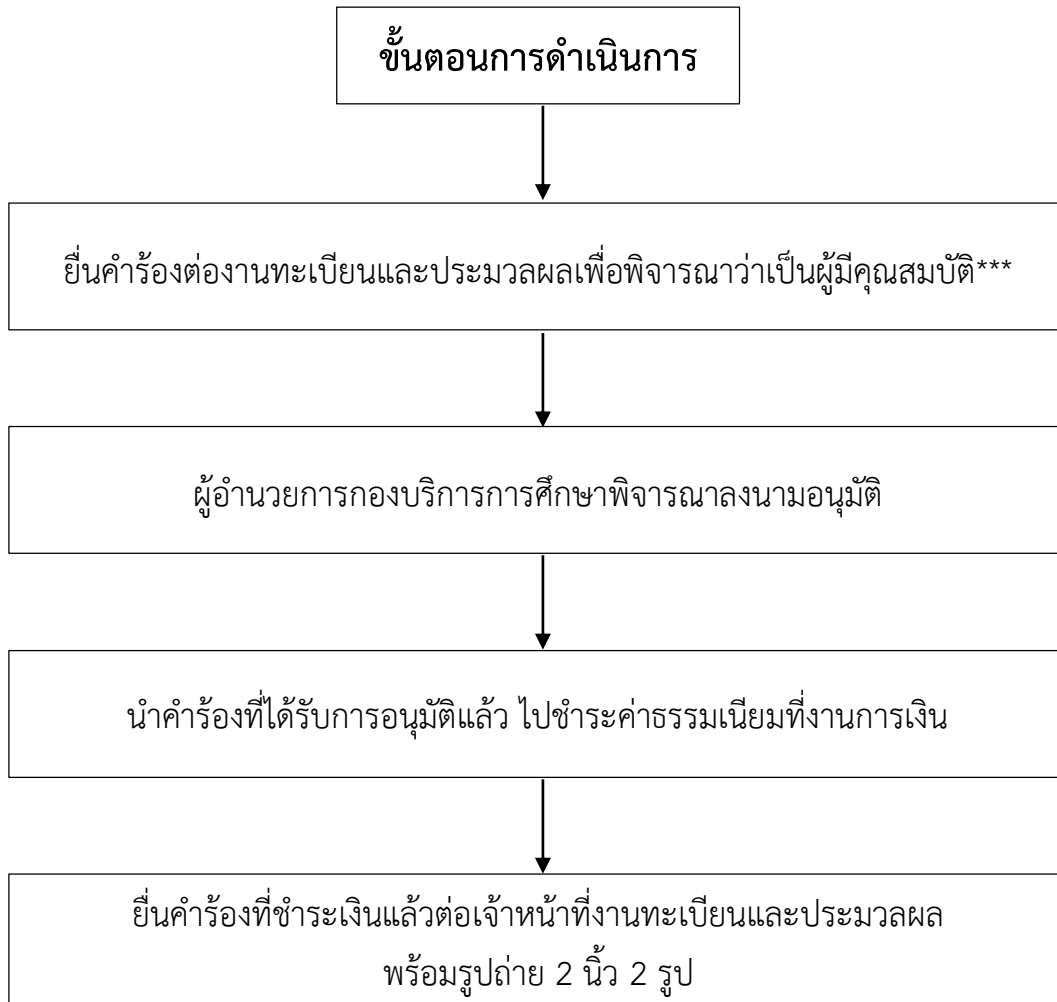 ขั้นตอนการดำเนินการ
ยื่นคำร้องต่องานทะเบียนและประมวลผลเพื่อพิจารณาว่าเป็นผู้มีคุณสมบัติ***
ผู้อำนวยการกองบริการการศึกษาพิจารณาลงนามอนุมัติ
นำคำร้องที่ได้รับการอนุมัติแล้ว ไปชำระค่าธรรมเนียมที่งานการเงิน
ยื่นคำร้องที่ชำระเงินแล้วต่อเจ้าหน้าที่งานทะเบียนและประมวลผล
พร้อมรูปถ่าย 2 นิ้ว 2 รูป